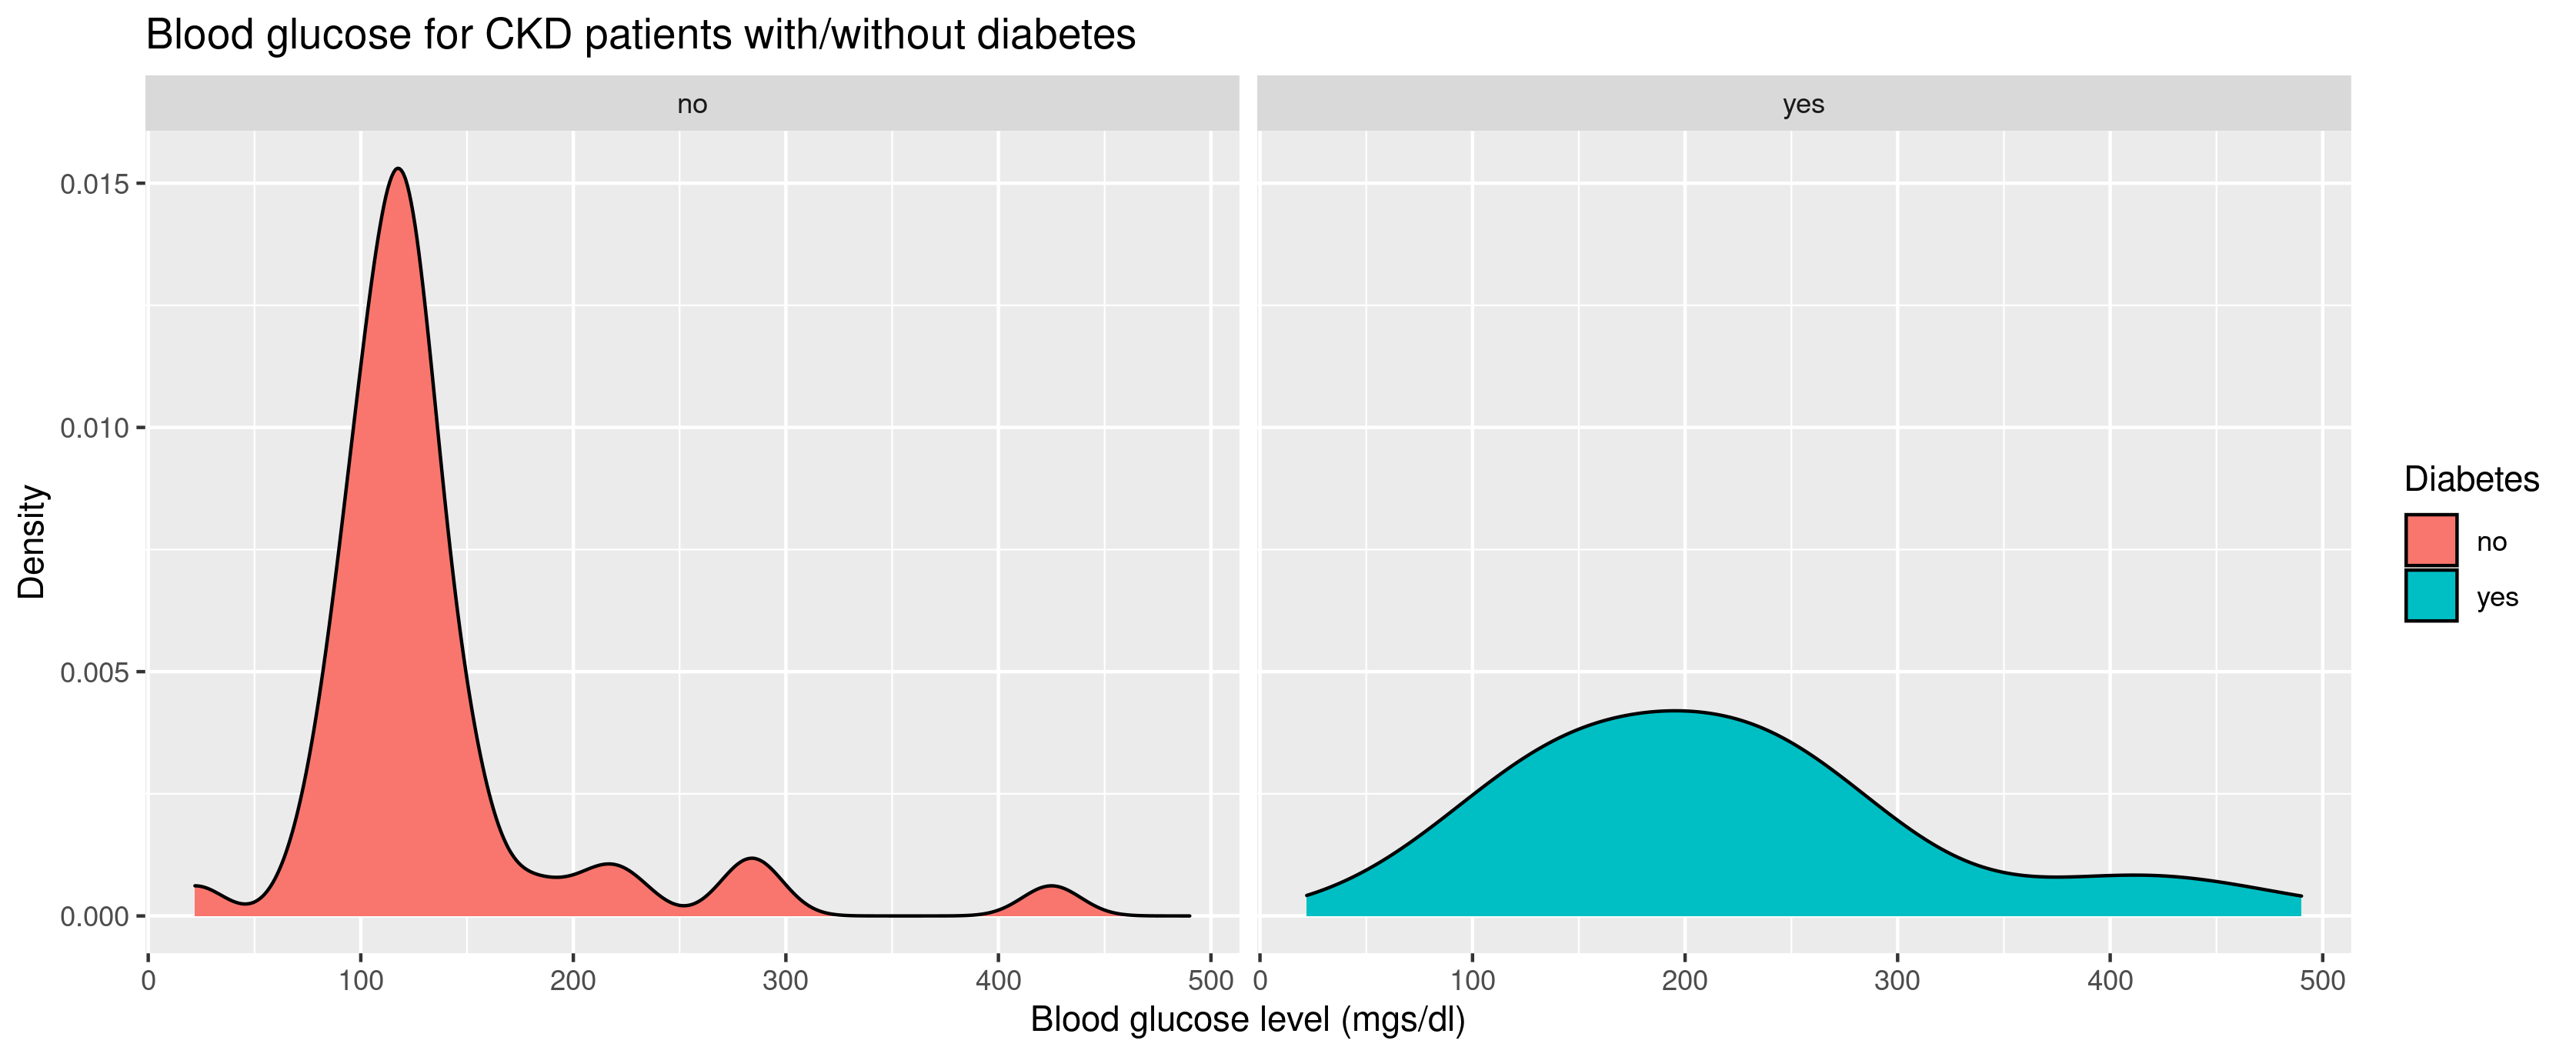 Blood glucose for CKD patients with/without diabetes
no
yes
0.015
0.010
0.005
0.000
Density
0 100 200 300 400 500
0 100 200 300 400 500
Blood glucose level (mgs/dl)
Diabetes
no
yes